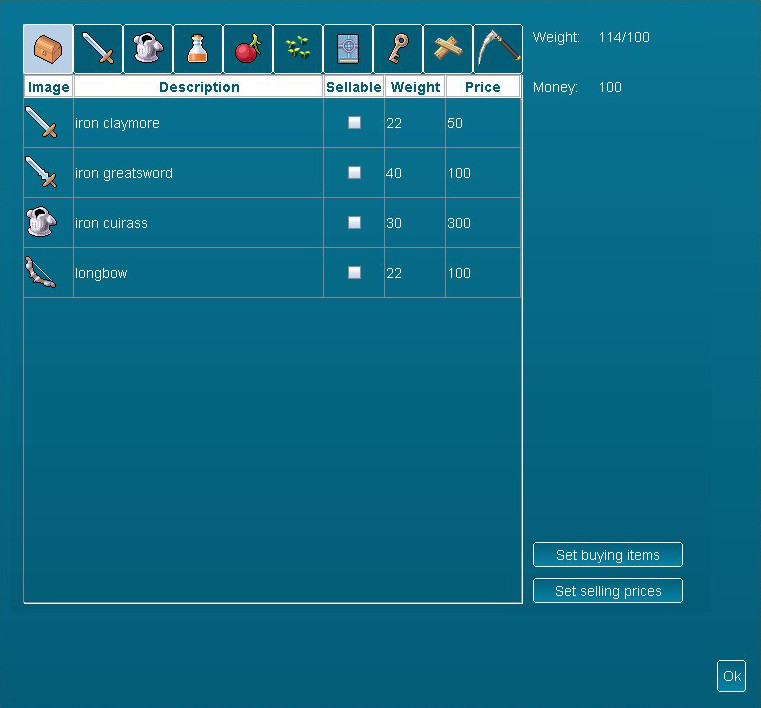 Weight: 114/100
Money: 100
Image Description Sellable Weight Price
iron claymore 22 50
iron greatsword 40 100
iron cuirass 30 300
longbow 22 100
Set buying items
Set selling prices
Ok